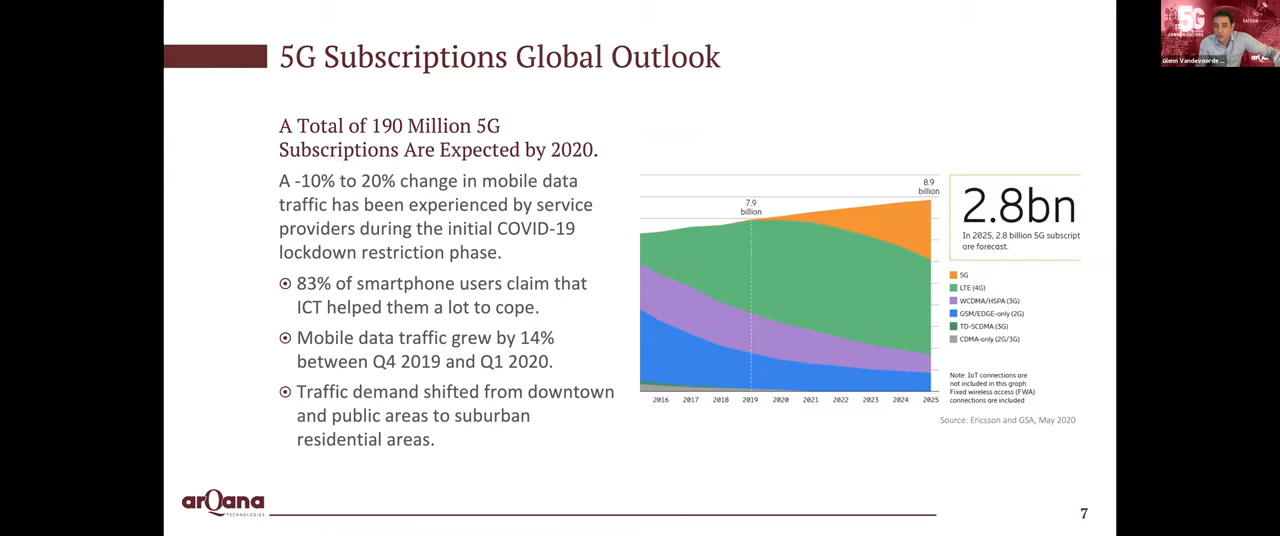 5G Subscriptions Global Outlook
A Total of 190 Million 5G
Subscriptions Are Expected by 2020.
A -10% to 20% change in mobile data
traffic has been experienced by service
providers during the initial COVID-19
lockdown restriction phase.
83% of smartphone users claim that
ICT helped them a lot to cope.
Mobile data traffic grew by 14%
between Q4 2019 and Q1 2020.
Traffic demand shifted from downtown
and public areas to suburban
residential areas.
7.9
billion
8.9
billion
2016 2017 2018 2019 2020 2021 2022 2023 2024 2025
2.8bn
In 2025, 2.8 billion 5G subscript
are forecast.
5G
LTE (4G)
WCDMA/HSPA (3G)
GSM/EDGE-only (2G)
TD-SCDMA (3G)
CDMA-only (2G/3G)
Note: IoT connections are
not included in this graph.
Fixed wireless access (FWA)
connections are included
Source: Ericsson and GSA, May 2020
arQana
TECHNOLOGIES
7
5G
SATCOM
COMMUNICATIONS
Glenn Vandevoorde ...